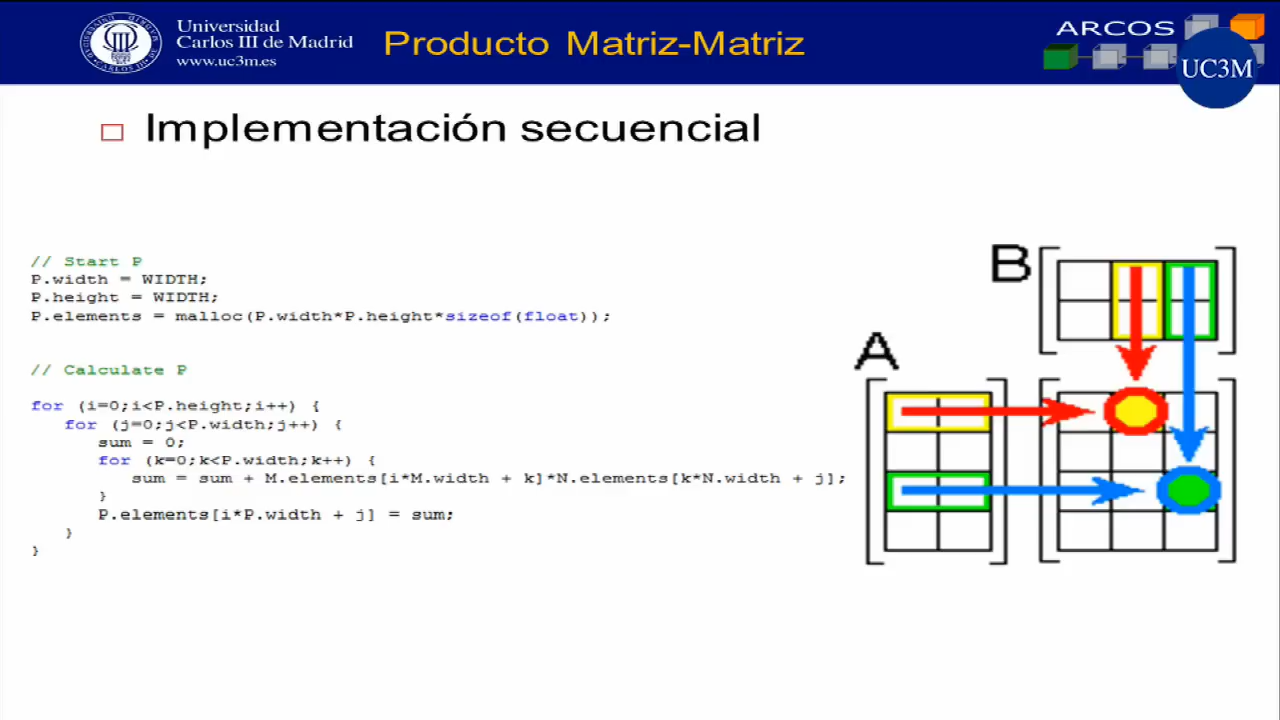 Universidad
Carlos III de Madrid
www.uc3m.es
Producto Matriz-Matriz
ARCOS
UC3M
Implementación secuencial
// Start P
P.width = WIDTH;
P.height = WIDTH;
P.elements = malloc(P.width*P.height*sizeof(float));
// Calculate P
for (i=0;i<P.height;i++) {
for (j=0;j<P.width;j++) {
sum = 0;
for (k=0;k<P.width;k++) {
sum = sum + M.elements[i*M.width + k]*N.elements[k*N.width + j];
}
P.elements[i*P.width + j] = sum;
}
}
B
A